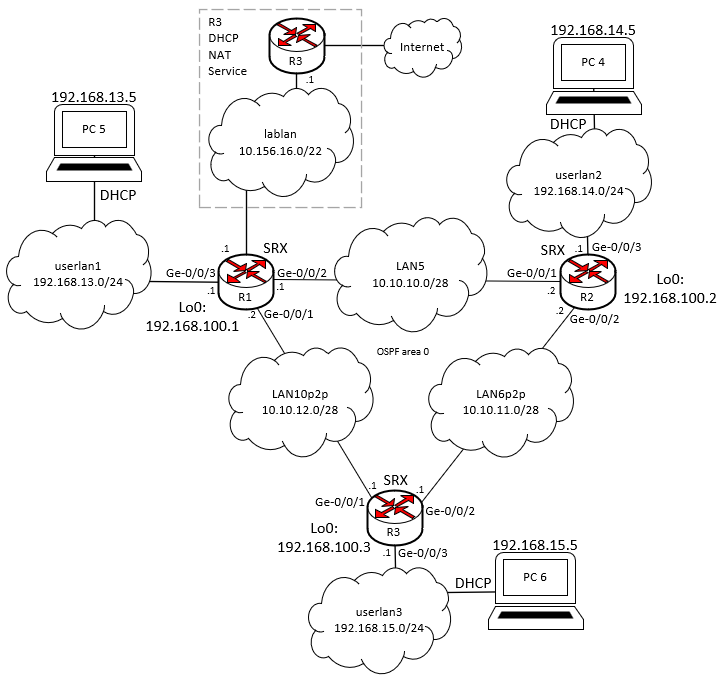 R3
DHCP
NAT
Service
R3
.1
Internet
lablan
10.156.16.0/22
192.168.14.5
PC 4
DHCP
userlan2
192.168.14.0/24
192.168.13.5
PC 5
DHCP
userlan1
192.168.13.0/24
.1
SRX
Ge-0/0/3
.1
R1
Ge-0/0/2
.1
Lo0:
192.168.100.1
.2
Ge-0/0/1
LAN5
10.10.10.0/28
SRX
.1
Ge-0/0/3
Ge-0/0/1
.2
R2
.2
Ge-0/0/2
Lo0:
192.168.100.2
OSPF area 0
LAN10p2p
10.10.12.0/28
LAN6p2p
10.10.11.0/28
SRX
.1
.1
Ge-0/0/1
Ge-0/0/2
R3
Lo0:
192.168.100.3
.1
Ge-0/0/3
192.168.15.5
PC 6
DHCP
userlan3
192.168.15.0/24